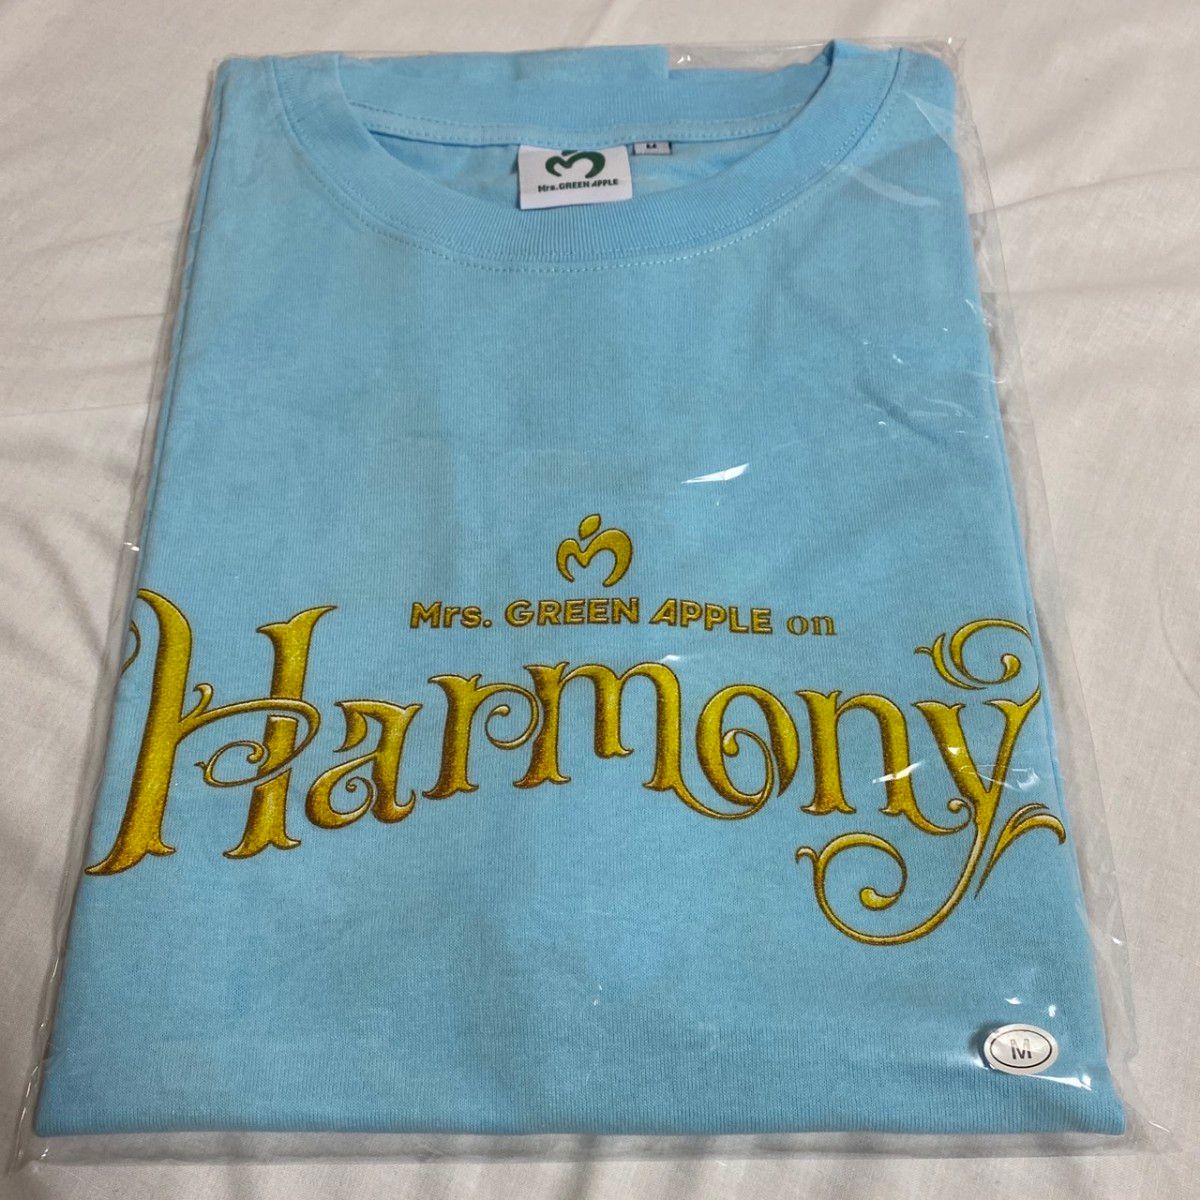 M
Mrs. GREEN APPLE
Mrs. GREEN APPLE on
Harmony
M